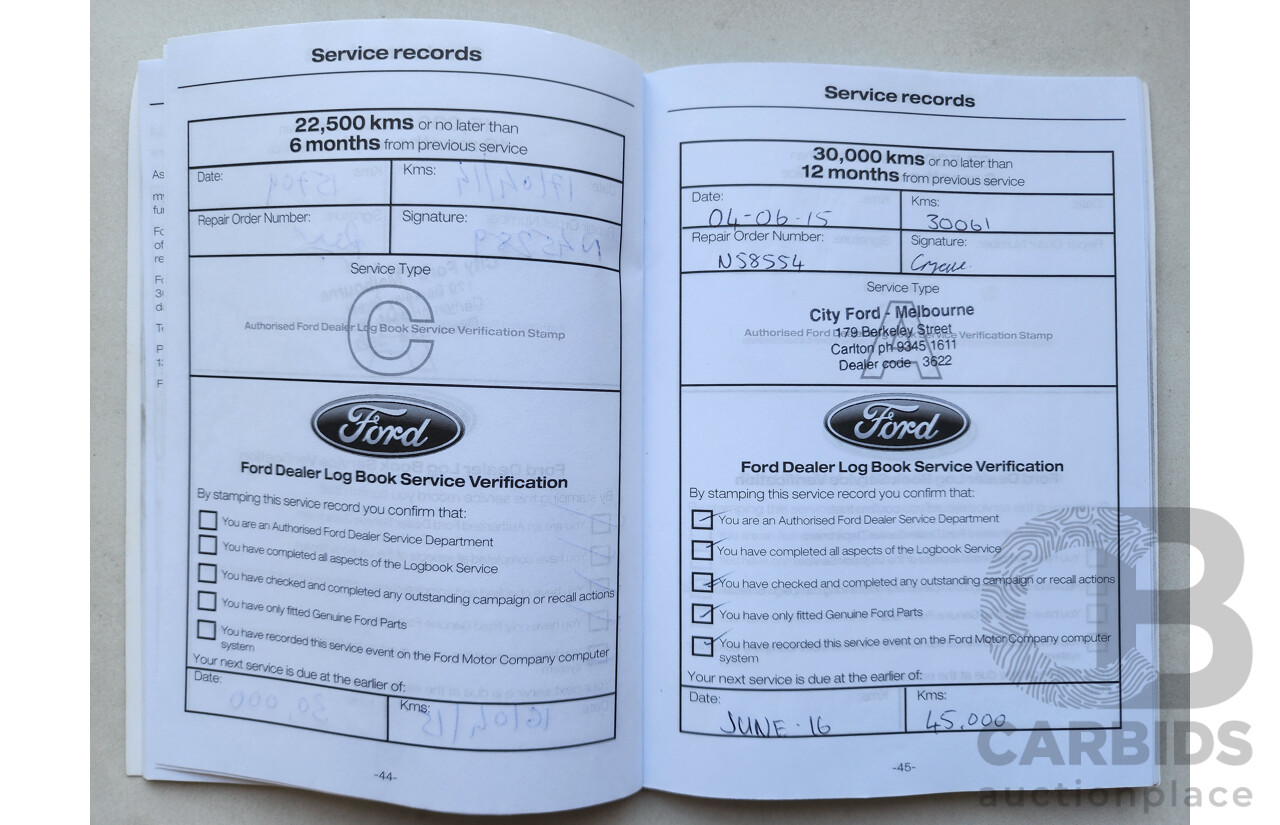 Service records
22,500 kms or no later than
6 months from previous service
Date:
Kms:
Repair Order Number:
Signature:
Service Type
C
Authorised Ford Dealer Log Book Service Verification Stamp
Ford
Ford Dealer Log Book Service Verification
By stamping this service record you confirm that:
You are an Authorised Ford Dealer Service Department
You have completed all aspects of the Logbook Service
You have checked and completed any outstanding campaign or recall actions
You have only fitted Genuine Ford Parts
You have recorded this service event on the Ford Motor Company computer
system
Your next service is due at the earlier of:
Date:
Kms:
-44-
Service records
30,000 kms or no later than
12 months from previous service
Date:
04-06-15
Kms:
30061
Repair Order Number:
N58554
Signature:
Service Type
A
City Ford - Melbourne
179 Berkeley Street
Authorised Ford Service Verification Stamp
Carlton ph 9345 1611
Dealer code 3622
Ford
Ford Dealer Log Book Service Verification
By stamping this service record you confirm that:
You are an Authorised Ford Dealer Service Department
You have completed all aspects of the Logbook Service
You have checked and completed any outstanding campaign or recall actions
You have only fitted Genuine Ford Parts
You have recorded this service event on the Ford Motor Company computer
system
Your next service is due at the earlier of:
Date:
JUNE-16
Kms:
45,000
-45-
CB
CARBIDS
auctionplace